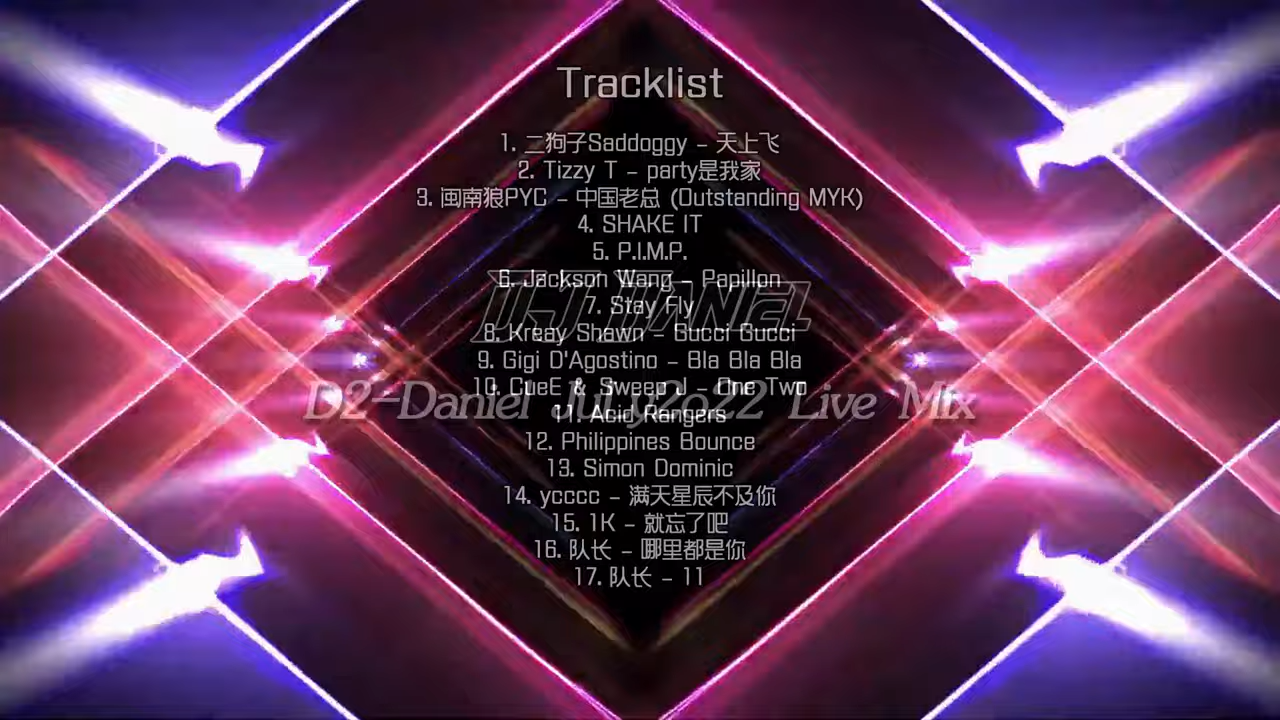 Tracklist
1. 二狗子Saddoggy - 天上飞
2. Tizzy T - party是我家
3. 闽南狼PYC - 中国老总 (Outstanding MYK)
4. SHAKE IT
5. P.I.M.P.
6. Jackson Wang - Papillon
7. Stay Fly
8. Kreay Shawn - Gucci Gucci
9. Gigi D'Agostino - Bla Bla Bla
10. CueE & Sweep J - One Two
11. Acid Rangers
12. Philippines Bounce
13. Simon Dominic
14. ycccc - 满天星辰不及你
15. 1K - 就忘了吧
16. 队长 - 哪里都是你
17. 队长 - 11
D2-Daniel July2o22 Live Mix